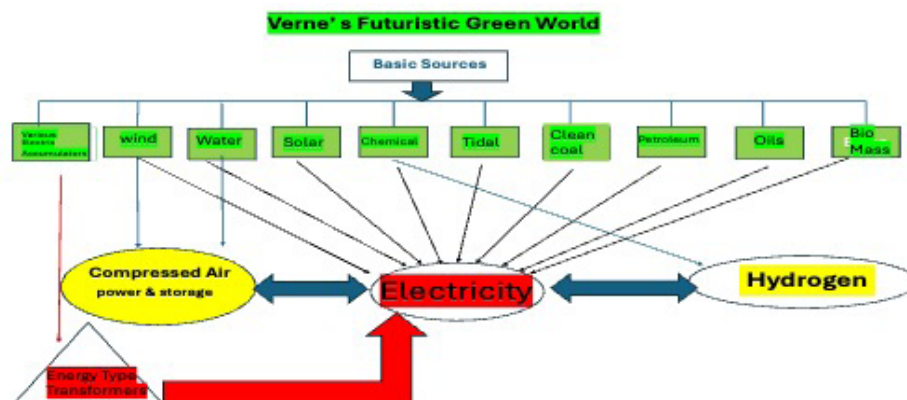 Verne's Futuristic Green World
Basic Sources
Various
Accumulators
wind
Water
Solar
Chemical
Tidal
Clean
coal
Petroleum
Oils
Bio
Mass
Compressed Air
power & storage
Electricity
Hydrogen
Energy Type
Transformers